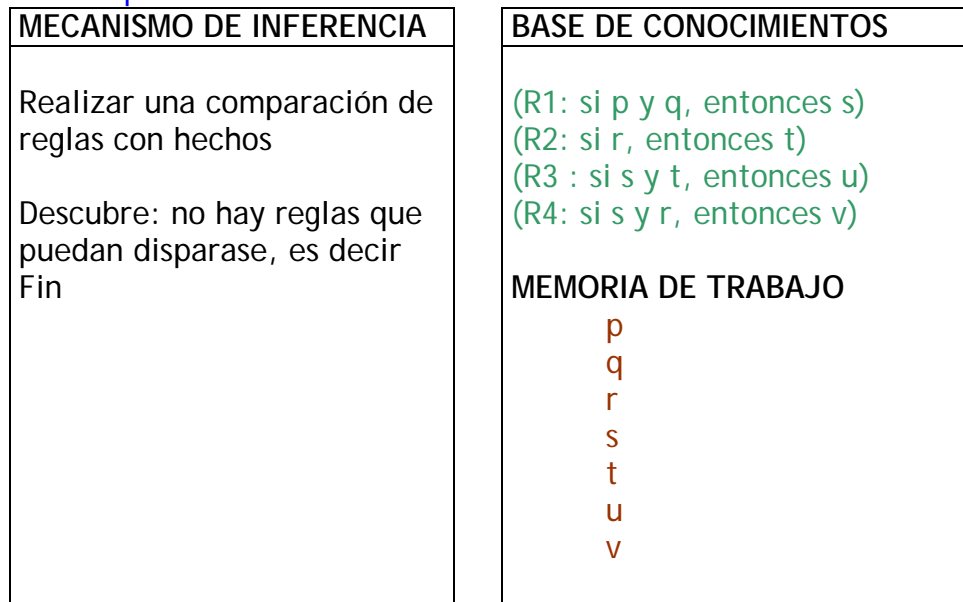 MECANISMO DE INFERENCIA
Realizar una comparación de
reglas con hechos
Descubre: no hay reglas que
puedan disparase, es decir
Fin
BASE DE CONOCIMIENTOS
(R1: si p y q, entonces s)
(R2: si r, entonces t)
(R3 : si s y t, entonces u)
(R4: si s y r, entonces v)
MEMORIA DE TRABAJO
p
q
r
s
t
u
v